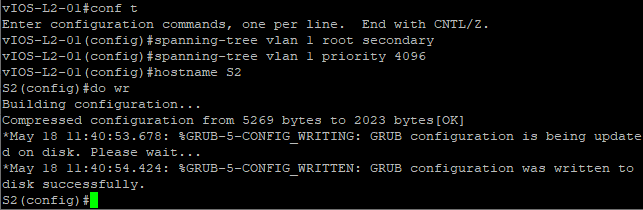 vIOS-L2-01#conf t
Enter configuration commands, one per line.  End with CNTL/Z.
vIOS-L2-01(config)#spanning-tree vlan 1 root secondary
vIOS-L2-01(config)#spanning-tree vlan 1 priority 4096
vIOS-L2-01(config)#hostname S2
S2(config)#do wr
Building configuration...
Compressed configuration from 5269 bytes to 2023 bytes[OK]
*May 18 11:40:53.678: %GRUB-5-CONFIG_WRITING: GRUB configuration is being update
d on disk. Please wait...
*May 18 11:40:54.424: %GRUB-5-CONFIG_WRITTEN: GRUB configuration was written to
disk successfully.
S2(config)#